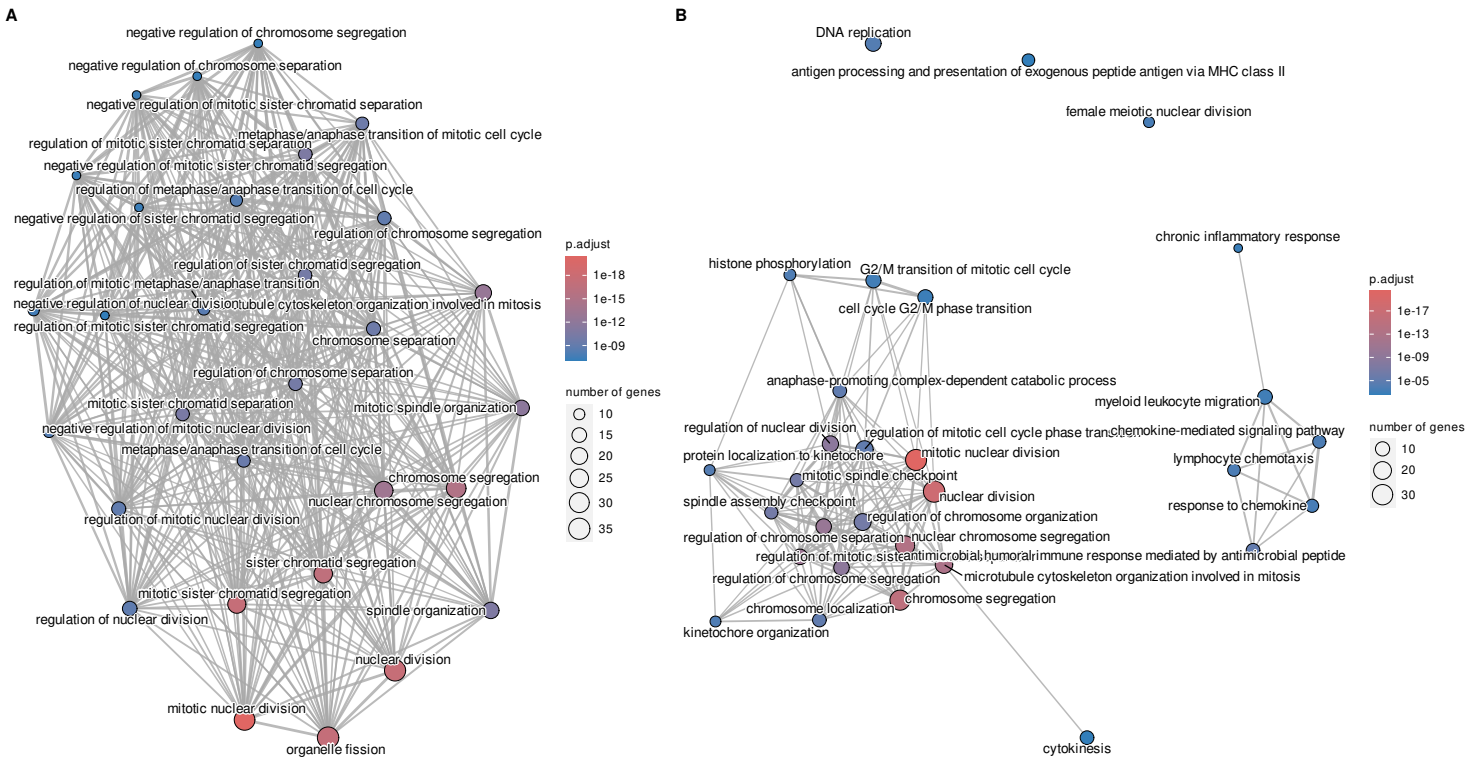 A
negative regulation of chromosome segregation
negative regulation of chromosome separation
negative regulation of mitotic sister chromatid separation
metaphase/anaphase transition of mitotic cell cycle
regulation of mitotic sister chromatid separation
negative regulation of mitotic sister chromatid segregation
regulation of metaphase/anaphase transition of cell cycle
negative regulation of sister chromatid segregation
regulation of chromosome segregation
regulation of sister chromatid segregation
regulation of mitotic metaphase/anaphase transition
negative regulation of nuclear division
tubule cytoskeleton organization involved in mitosis
regulation of mitotic sister chromatid segregation
chromosome separation
regulation of chromosome separation
mitotic sister chromatid separation
mitotic spindle organization
negative regulation of mitotic nuclear division
metaphase/anaphase transition of cell cycle
chromosome segregation
nuclear chromosome segregation
regulation of mitotic nuclear division
sister chromatid segregation
mitotic sister chromatid segregation
spindle organization
regulation of nuclear division
nuclear division
mitotic nuclear division
organelle fission
p.adjust
1e-18
1e-15
1e-12
1e-09
number of genes
10
15
20
25
30
35
B
DNA replication
antigen processing and presentation of exogenous peptide antigen via MHC class II
female meiotic nuclear division
chronic inflammatory response
histone phosphorylation
G2/M transition of mitotic cell cycle
cell cycle G2/M phase transition
anaphase-promoting complex-dependent catabolic process
myeloid leukocyte migration
regulation of nuclear division
regulation of mitotic cell cycle phase
chemokine-mediated signaling pathway
protein localization to kinetochore
mitotic nuclear division
lymphocyte chemotaxis
mitotic spindle checkpoint
nuclear division
spindle assembly checkpoint
response to chemokine
regulation of chromosome organization
regulation of chromosome separation
nuclear chromosome segregation
regulation of mitotic
antimicrobial humoral immune response mediated by antimicrobial peptide
regulation of chromosome segregation
microtubule cytoskeleton organization involved in mitosis
chromosome segregation
chromosome localization
kinetochore organization
cytokinesis
p.adjust
1e-17
1e-13
1e-09
1e-05
number of genes
10
20
30